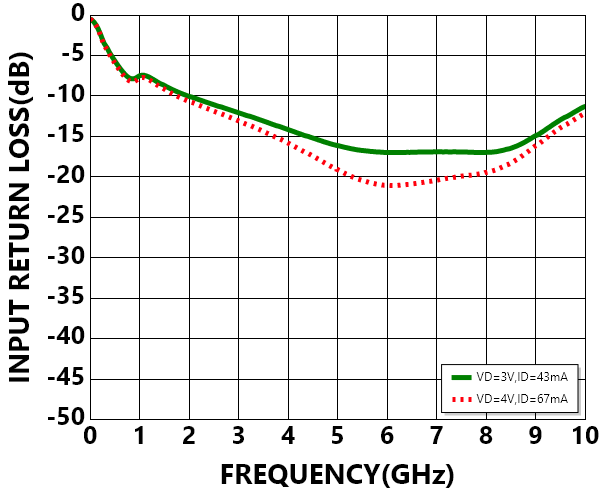 INPUT RETURN LOSS(dB)
0
-5
-10
-15
-20
-25
-30
-35
-40
-45
-50
VD=3V,ID=43mA
VD=4V,ID=67mA
0 1 2 3 4 5 6 7 8 9 10
FREQUENCY(GHz)